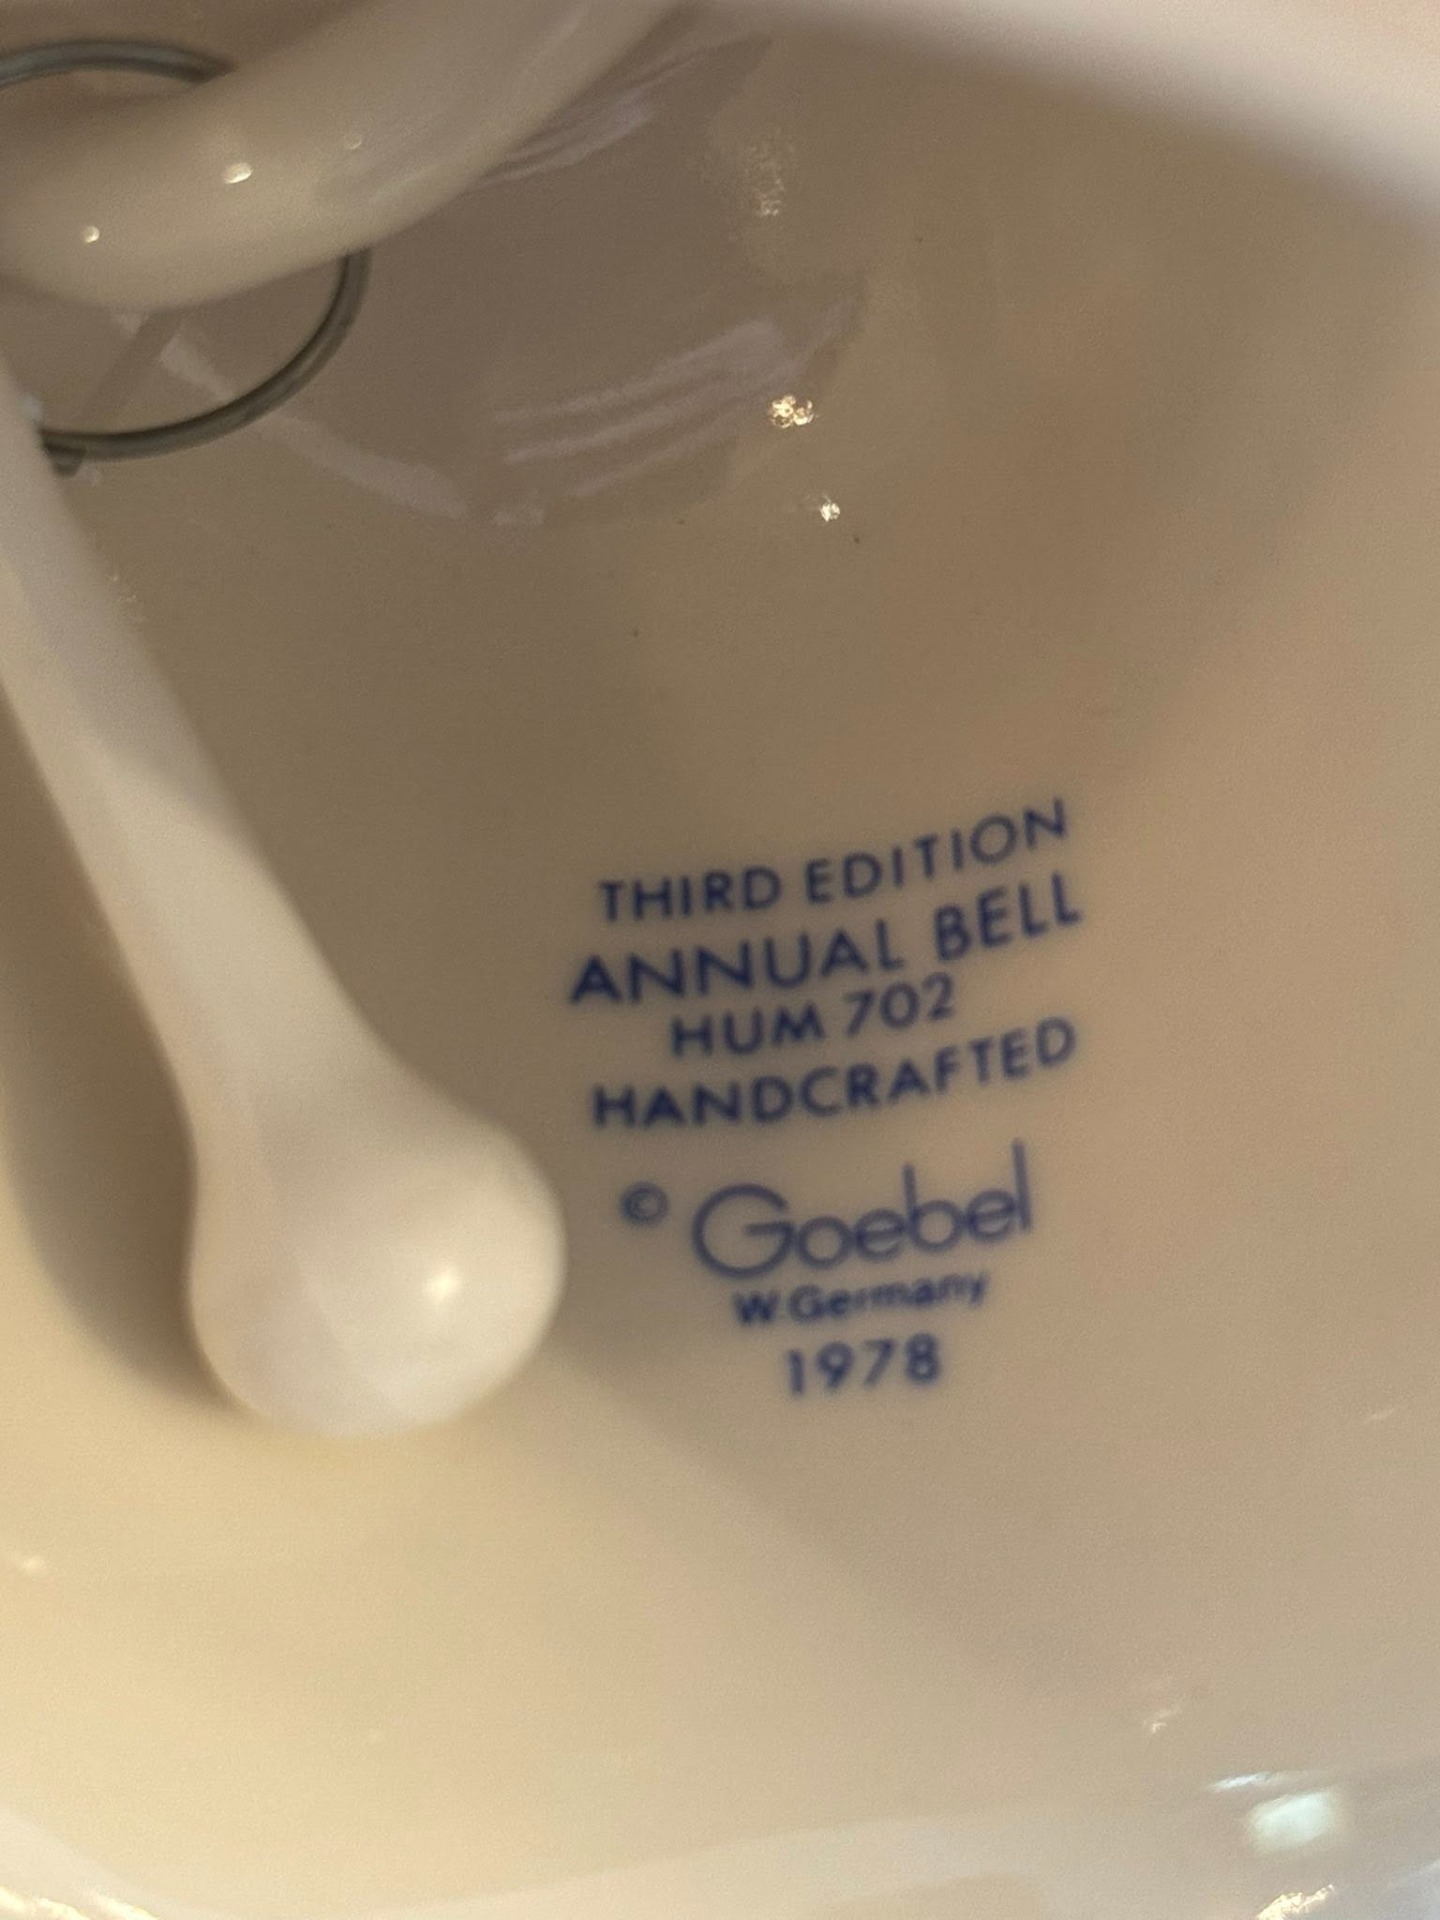 THIRD EDITION
ANNUAL BELL
HUM 702
HANDCRAFTED
© Goebel
W. Germany
1978